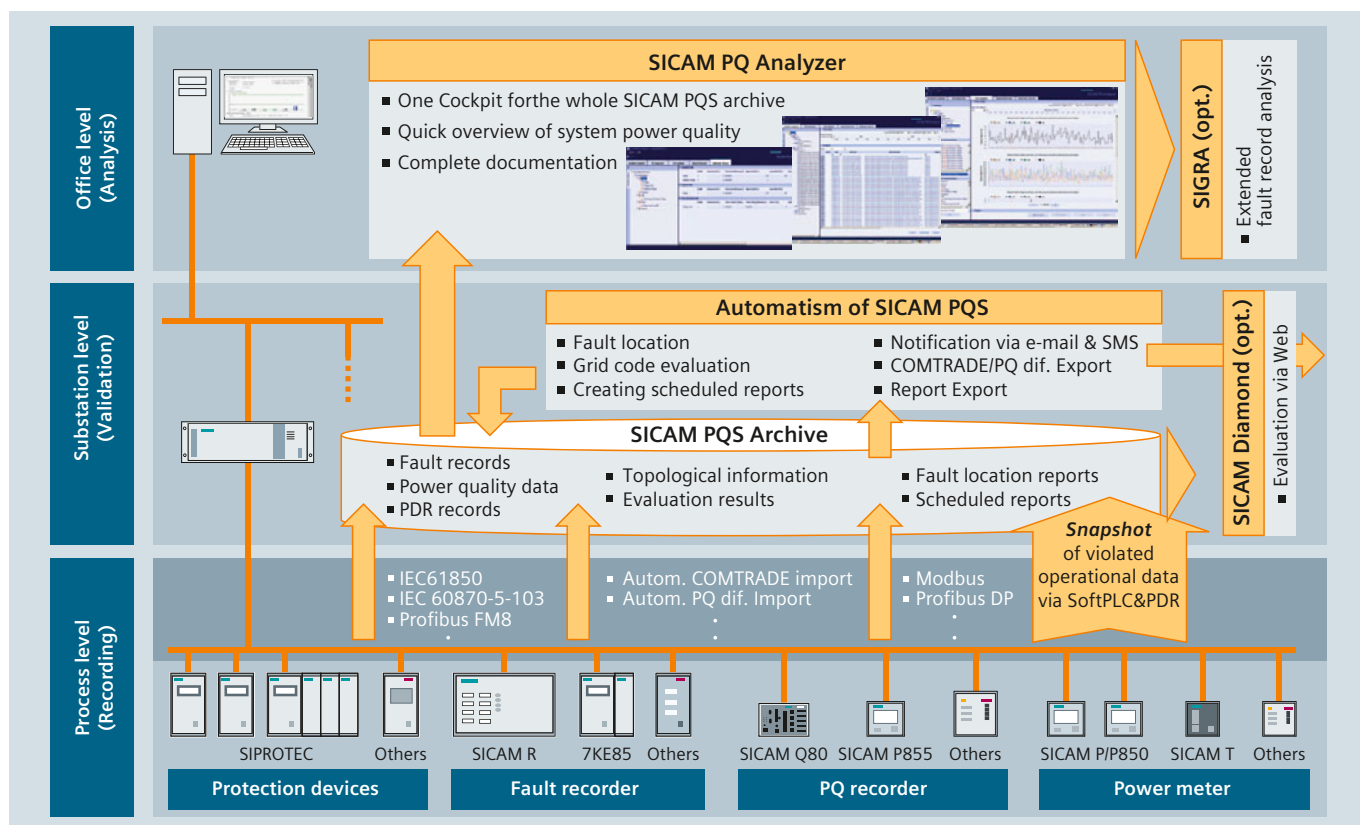 Office level
(Analysis)
SICAM PQ Analyzer
One Cockpit forthe whole SICAM PQS archive
Quick overview of system power quality
Complete documentation
SIGRA (opt.)
Extended
fault record analysis
Substation level
(Validation)
Automatism of SICAM PQS
Fault location
Grid code evaluation
Creating scheduled reports
Notification via e-mail & SMS
COMTRADE/PQ dif. Export
Report Export
SICAM Diamond (opt.)
Evaluation via Web
SICAM PQS Archive
Fault records
Power quality data
PDR records
Topological information
Evaluation results
Fault location reports
Scheduled reports
Snapshot
of violated
operational data
via SoftPLC&PDR
Process level
(Recording)
IEC61850
IEC 60870-5-103
Profibus FM8
Autom. COMTRADE import
Autom. PQ dif. Import
Modbus
Profibus DP
SIPROTEC
Others
SICAM R
7KE85
Others
SICAM Q80
SICAM P855
Others
SICAM P/P850
SICAM T
Others
Protection devices
Fault recorder
PQ recorder
Power meter